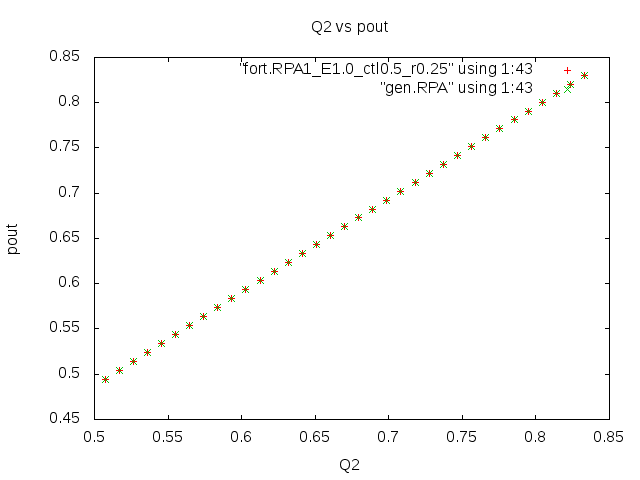 Q2 vs pout
"fort.RPA1_E1.0_ctl0.5_r0.25" using 1:43
"gen.RPA" using 1:43
0.85
0.8
0.75
0.7
0.65
0.6
0.55
0.5
0.45
pout
0.5 0.55 0.6 0.65 0.7 0.75 0.8 0.85
Q2